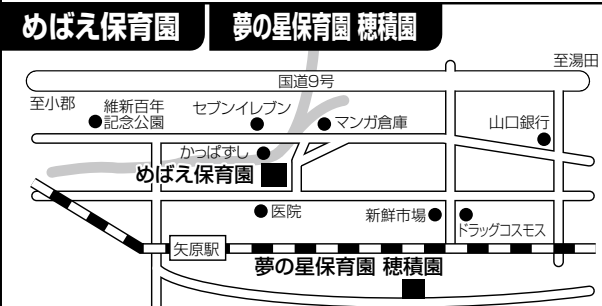 めばえ保育園
夢の星保育園 穂積園
至湯田
国道9号
至小郡
維新百年
記念公園
セブンイレブン
マンガ倉庫
山口銀行
かっぱずし
めばえ保育園
医院
新鮮市場
ドラッグコスモス
矢原駅
夢の星保育園 穂積園